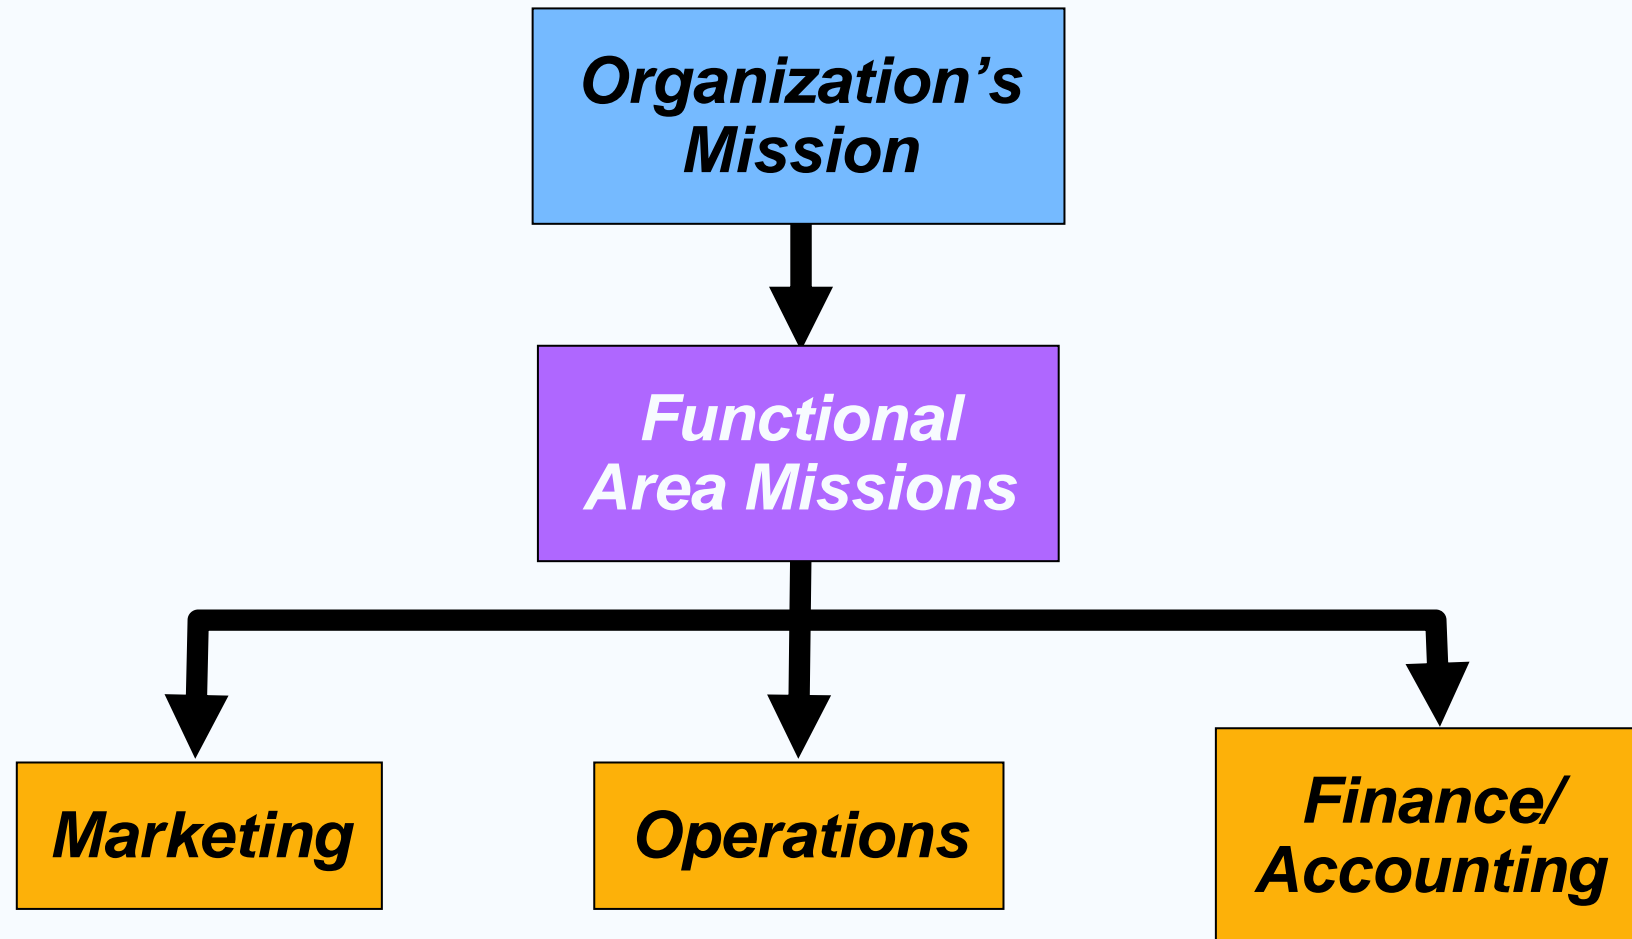 Organization’s
Mission
Functional
Area Missions
Marketing
Operations
Finance/
Accounting